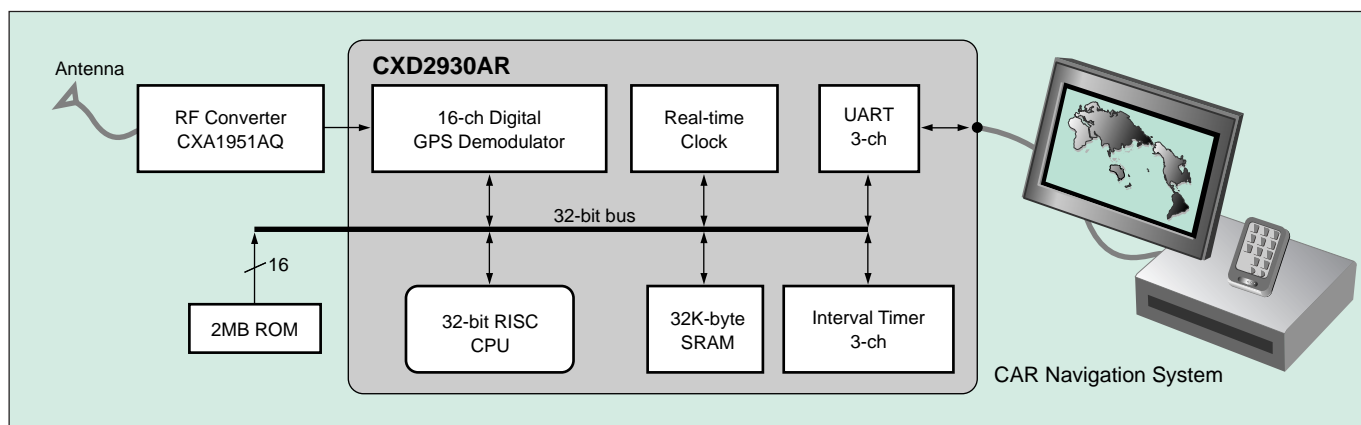 CXD2930AR
Antenna
RF Converter
CXA1951AQ
16-ch Digital
GPS Demodulator
Real-time
Clock
UART
3-ch
32-bit bus
16
2MB ROM
32-bit RISC
CPU
32K-byte
SRAM
Interval Timer
3-ch
CAR Navigation System